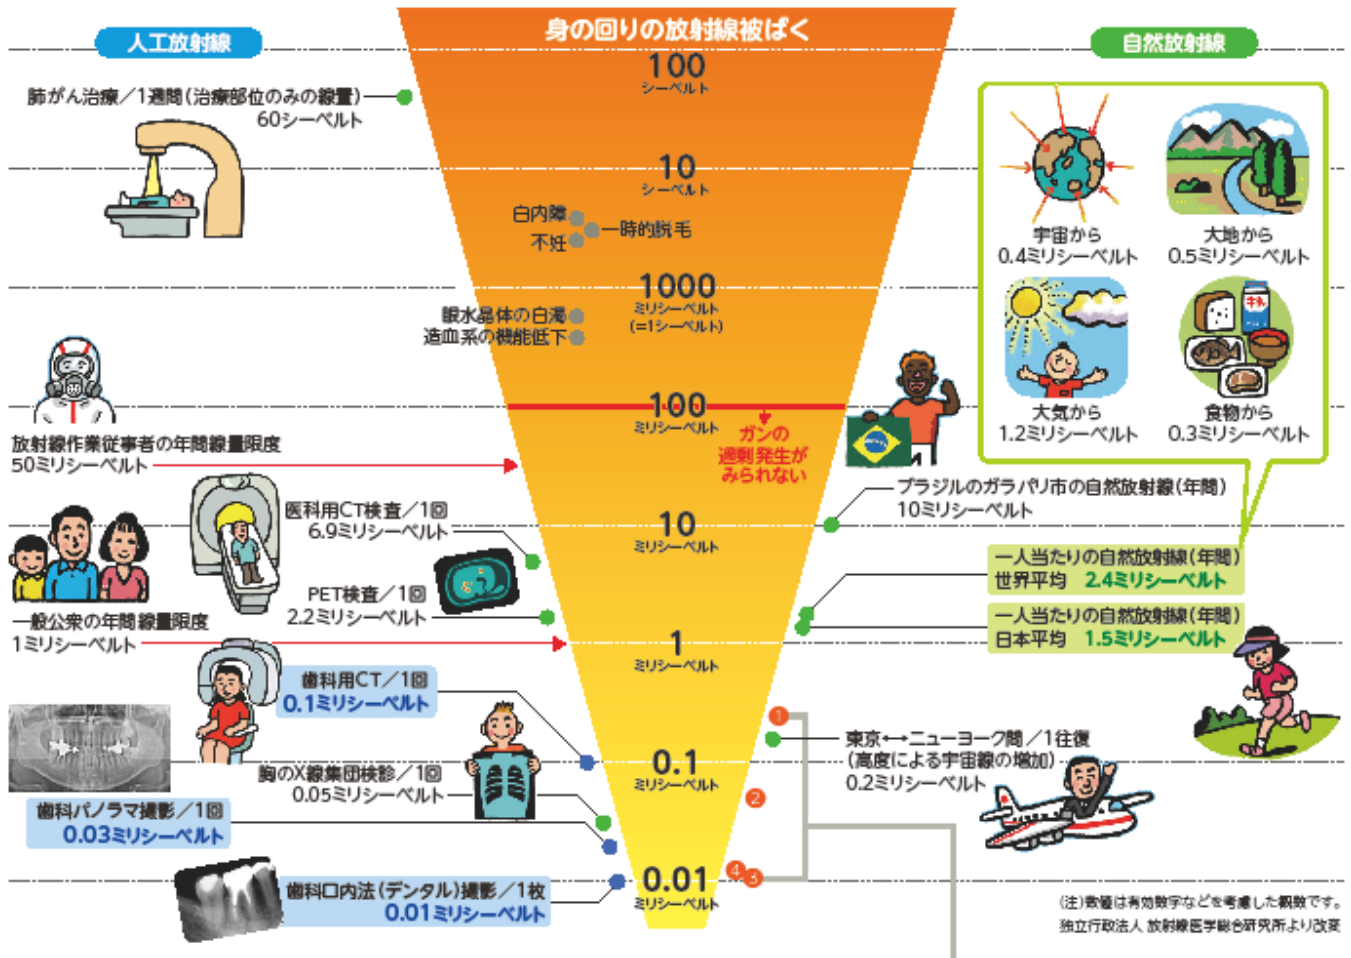 身の回りの放射線被ばく
人工放射線
自然放射線
100
シーベルト
肺がん治療／1週間(治療部位のみの線量)
60シーベルト
10
シーベルト
白内障
一時的脱毛
不妊
宇宙から
0.4ミリシーベルト
大地から
0.5ミリシーベルト
1000
ミリシーベルト
(=1シーベルト)
眼水晶体の白濁
造血系の機能低下
牛乳
大気から
1.2ミリシーベルト
食物から
0.3ミリシーベルト
100
ミリシーベルト
ガンの
過剰発生が
みられない
放射線作業従事者の年間線量限度
50ミリシーベルト
ブラジルのガラパリ市の自然放射線(年間)
10ミリシーベルト
医科用CT検査／1回
6.9ミリシーベルト
10
ミリシーベルト
一人当たりの自然放射線(年間)
世界平均 2.4ミリシーベルト
PET検査／1回
2.2ミリシーベルト
一人当たりの自然放射線(年間)
日本平均 1.5ミリシーベルト
一般公衆の年間線量限度
1ミリシーベルト
1
ミリシーベルト
歯科用CT／1回
0.1ミリシーベルト
1
東京↔ニューヨーク間／1往復
(高度による宇宙線の増加)
0.2ミリシーベルト
胸のX線集団検診／1回
0.05ミリシーベルト
0.1
ミリシーベルト
2
歯科パノラマ撮影／1回
0.03ミリシーベルト
4
3
0.01
ミリシーベルト
歯科口内法(デンタル)撮影／1枚
0.01ミリシーベルト
(注)数値は有効数字などを考慮した概数です。
独立行政法人 放射線医学総合研究所より改変